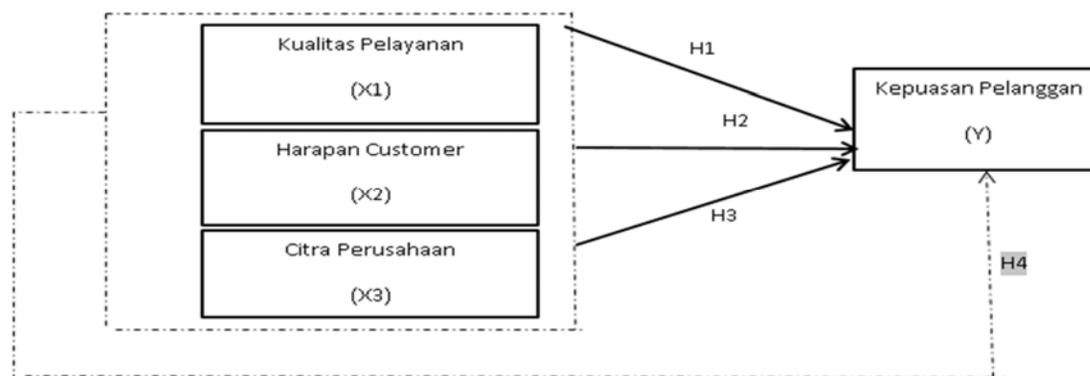 Kualitas Pelayanan
(X1)
Harapan Customer
(X2)
Citra Perusahaan
(X3)
H1
H2
H3
Kepuasan Pelanggan
(Y)
H4